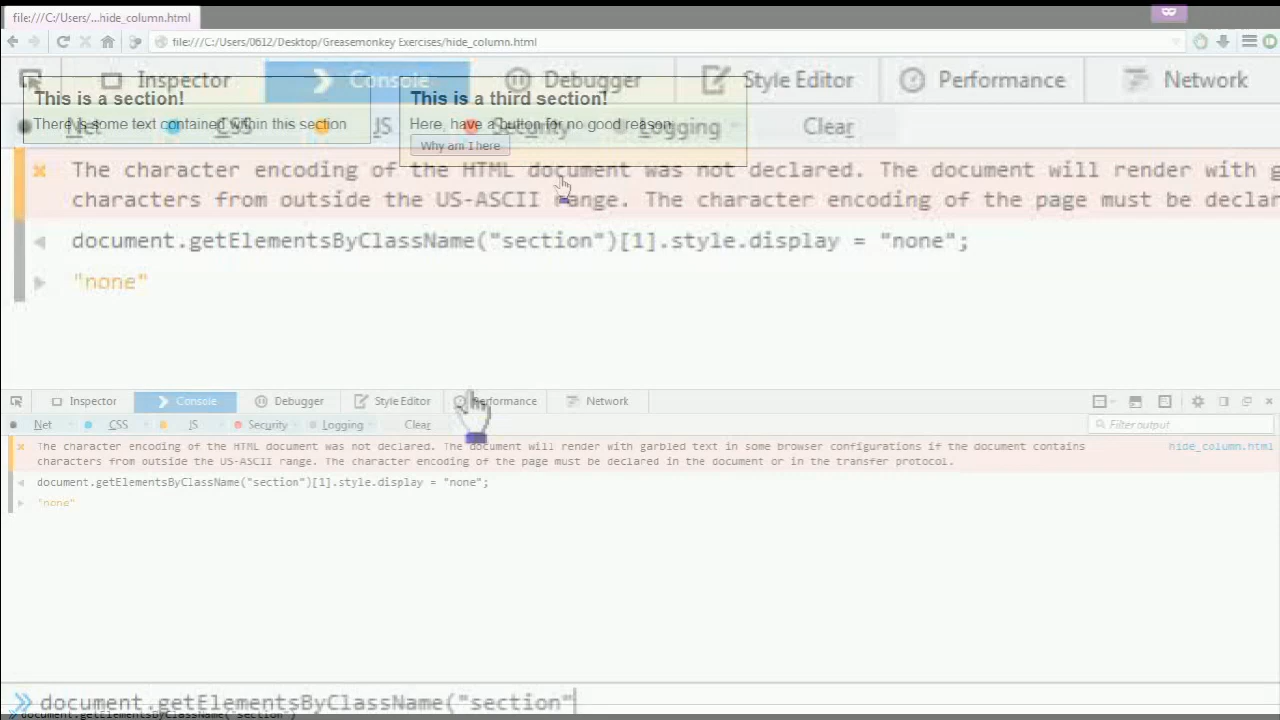 file:///C:/Users/...hide_column.html
file:///C:/Users/0612/Desktop/Greasemonkey Exercises/hide_column.html
Inspector Console Debugger Style Editor Performance Network
This is a section! This is a third section!
There is some text contained within this section Here, have a button for no good reason.
Net CSS JS Security Logging Clear
Why am I here
The character encoding of the HTML document was not declared. The document will render with g
characters from outside the US-ASCII range. The character encoding of the page must be declar
document.getElementsByClassName("section")[1].style.display = "none";
"none"
Inspector Console Debugger Style Editor Performance Network
Net CSS JS Security Logging Clear Filter output
The character encoding of the HTML document was not declared. The document will render with garbled text in some browser configurations if the document contains hide_column.html
characters from outside the US-ASCII range. The character encoding of the page must be declared in the document or in the transfer protocol.
document.getElementsByClassName("section")[1].style.display = "none";
"none"
document.getElementsByClassName("section"
document.getElementsByClassName("section")